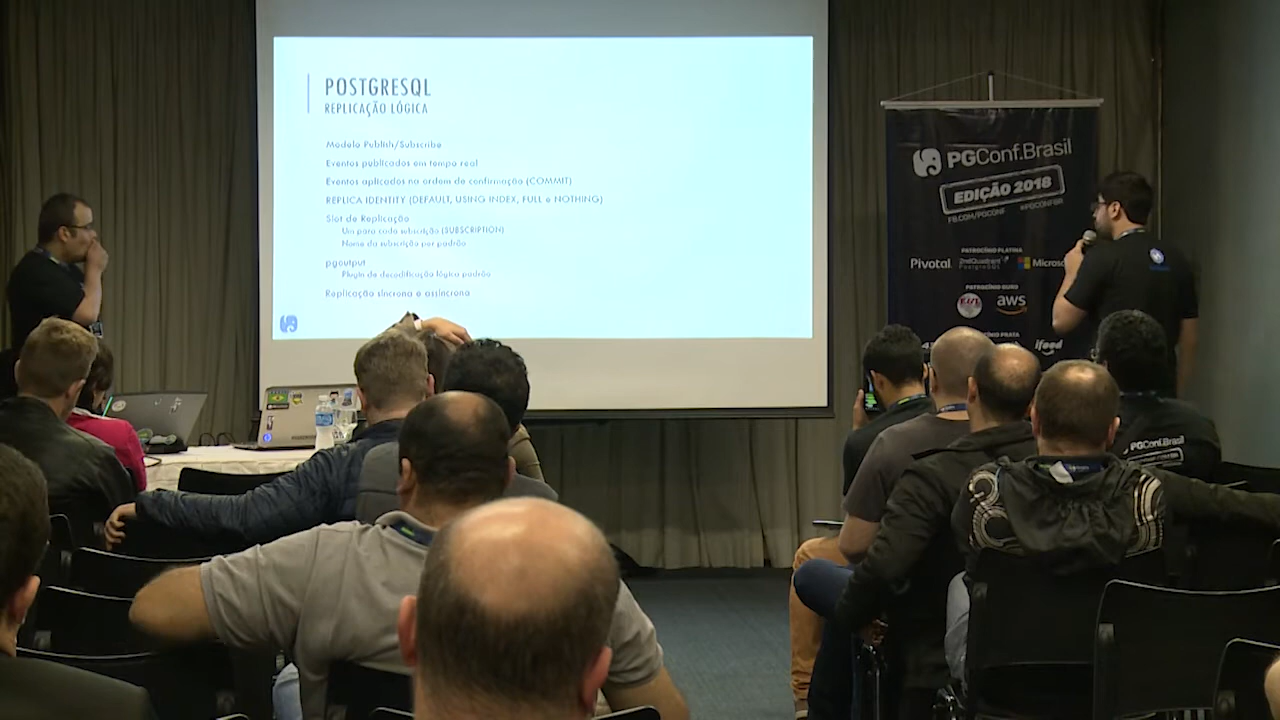 POSTGRESQL
REPLICAÇÃO LÓGICA
Modelo Publish/Subscribe
Eventos publicados em tempo real
Eventos aplicados na ordem de confirmação (COMMIT)
REPLICA IDENTITY (DEFAULT, USING INDEX, FULL e NOTHING)
Slot de Replicação
Um para cada subscrição (SUBSCRIPTION)
Nome da subscrição por padrão
pgoutput
Plugin de decodificação lógica padrão
Replicação síncrona e assíncrona
PGConf.Brasil
EDIÇÃO 2018
FB.COM/PGCONF #PGCONFBR
PATROCÍNIO PLATINA
Pivotal 2ndQuadrant PostgreSQL Microso
PATROCÍNIO OURO
aws
ifood
PGConf.Brasil